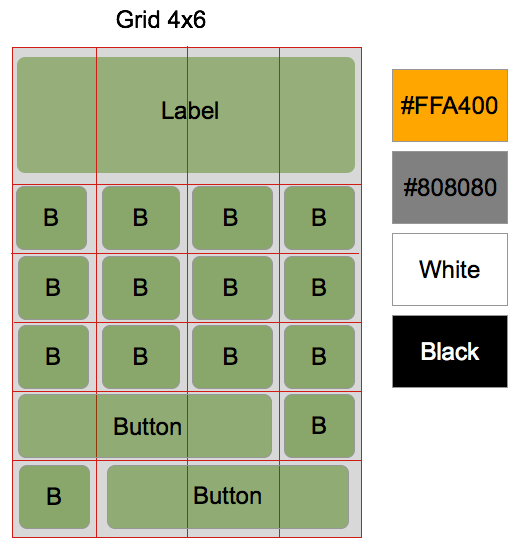 Grid 4x6
Label
B B B B
B B B B
B B B B
Button B
B Button
#FFA400
#808080
White
Black